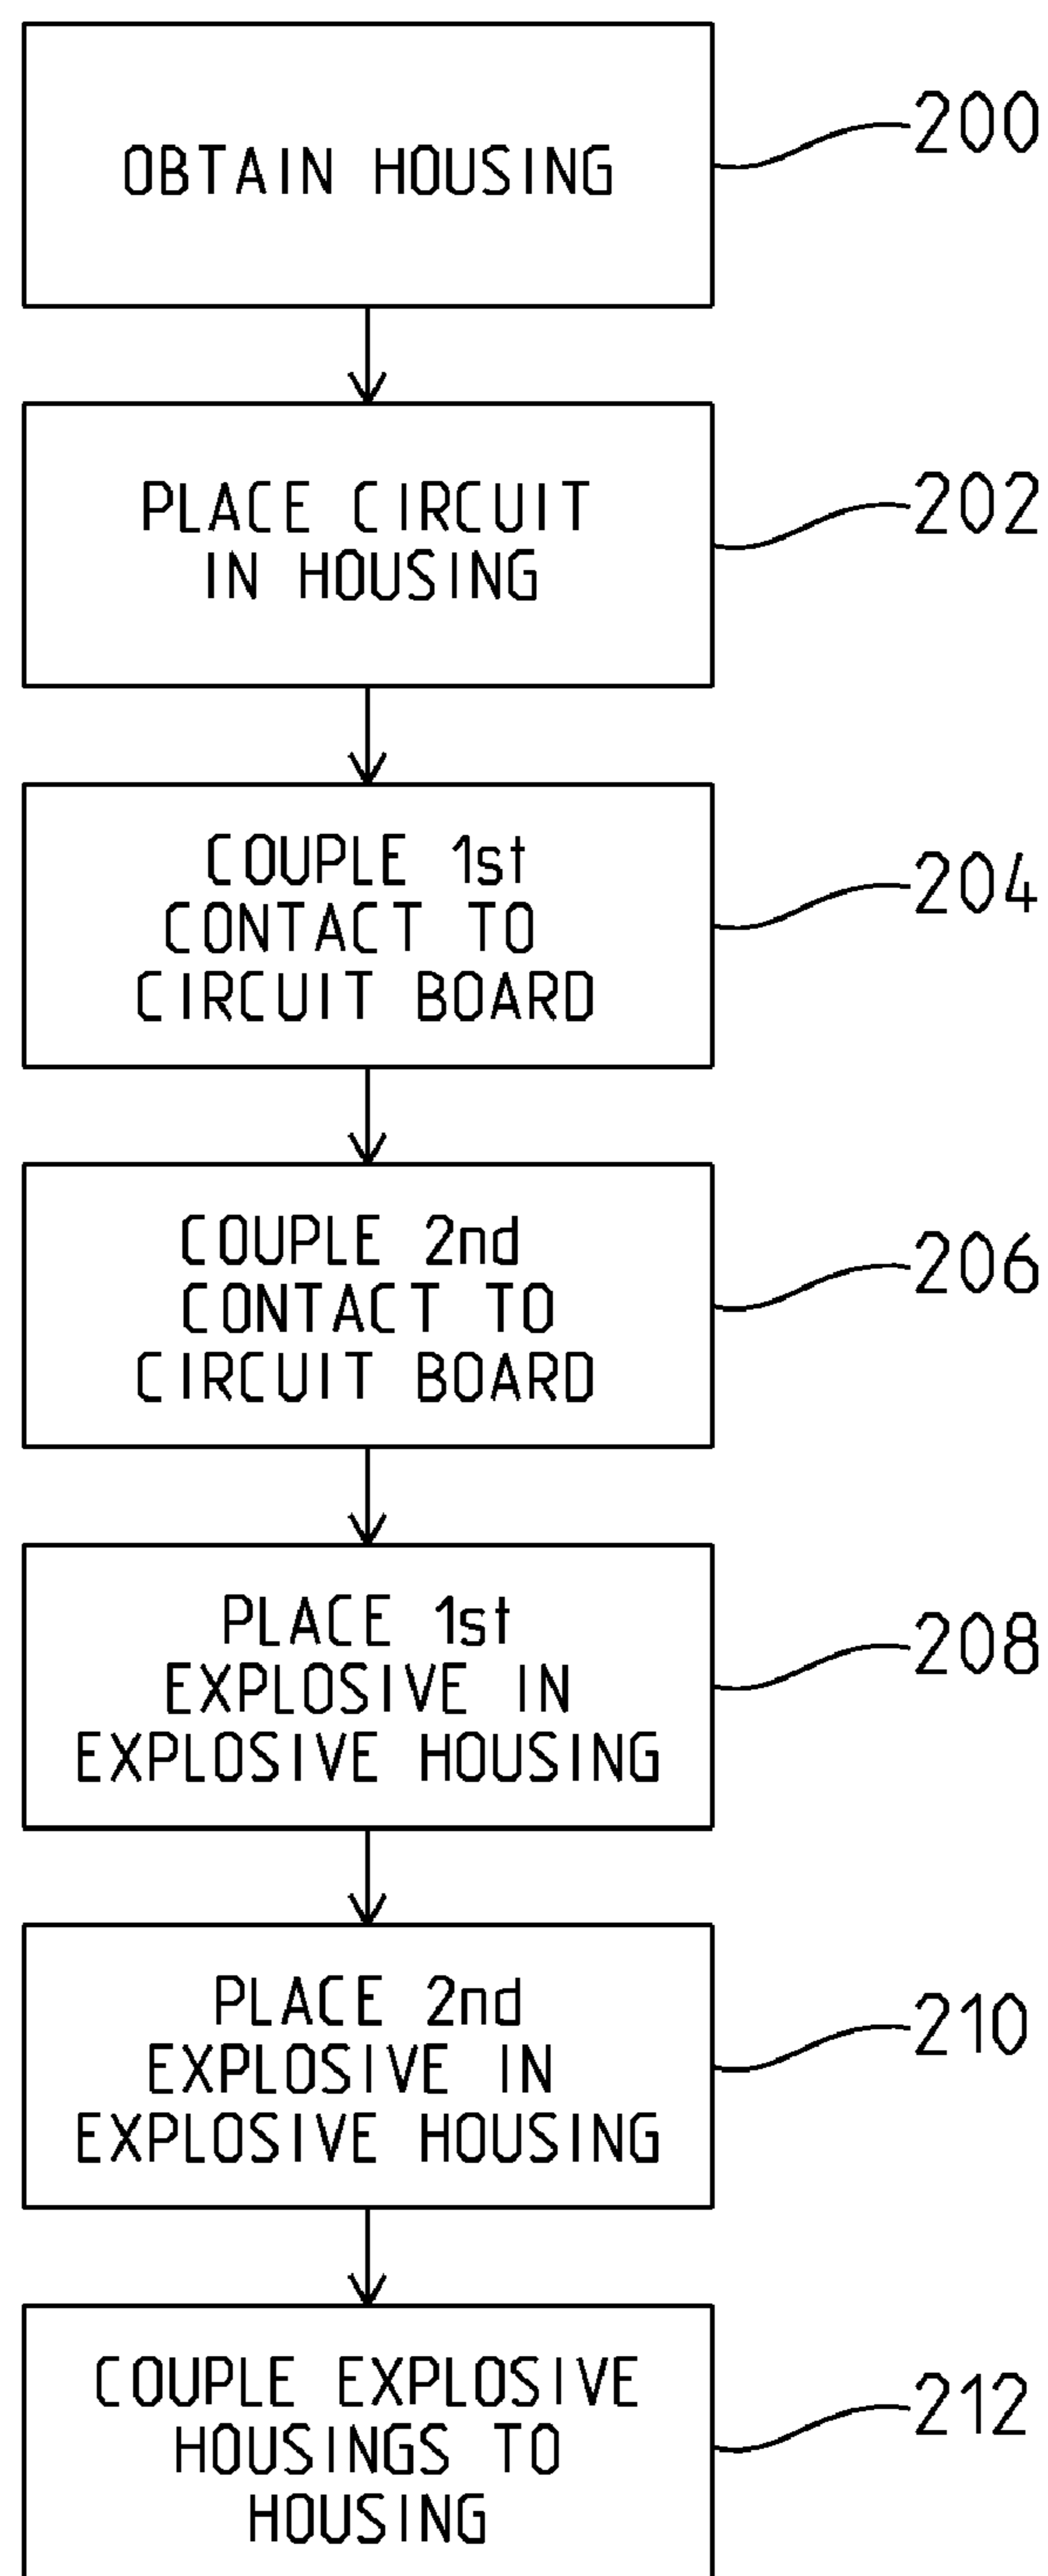 OBTAIN HOUSING
200
PLACE CIRCUIT
IN HOUSING
202
COUPLE 1st
CONTACT TO
CIRCUIT BOARD
204
COUPLE 2nd
CONTACT TO
CIRCUIT BOARD
206
PLACE 1st
EXPLOSIVE IN
EXPLOSIVE HOUSING
208
PLACE 2nd
EXPLOSIVE IN
EXPLOSIVE HOUSING
210
COUPLE EXPLOSIVE
HOUSINGS TO
HOUSING
212